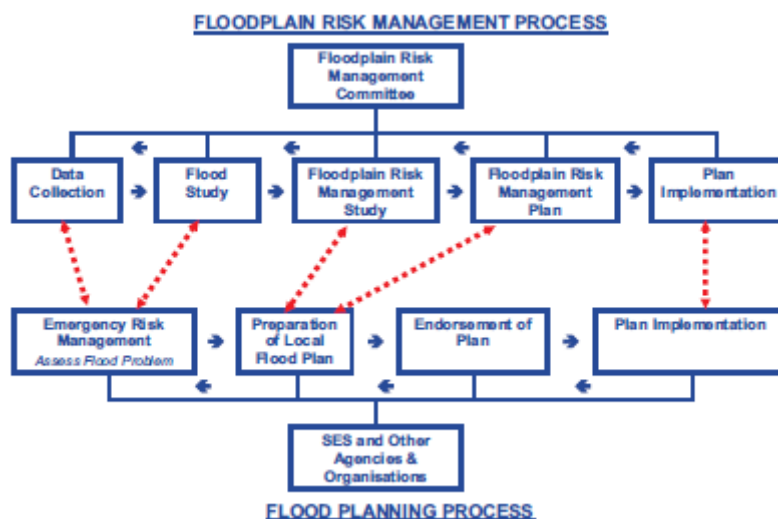 FLOODPLAIN RISK MANAGEMENT PROCESS
Floodplain Risk
Management
Committee
Data
Collection
Flood
Study
Floodplain Risk
Management
Study
Floodplain Risk
Management
Plan
Plan
Implementation
Emergency Risk
Management
Assess Flood Problem
Preparation
of Local
Flood Plan
Endorsement of
Plan
Plan Implementation
SES and Other
Agencies &
Organisations
FLOOD PLANNING PROCESS